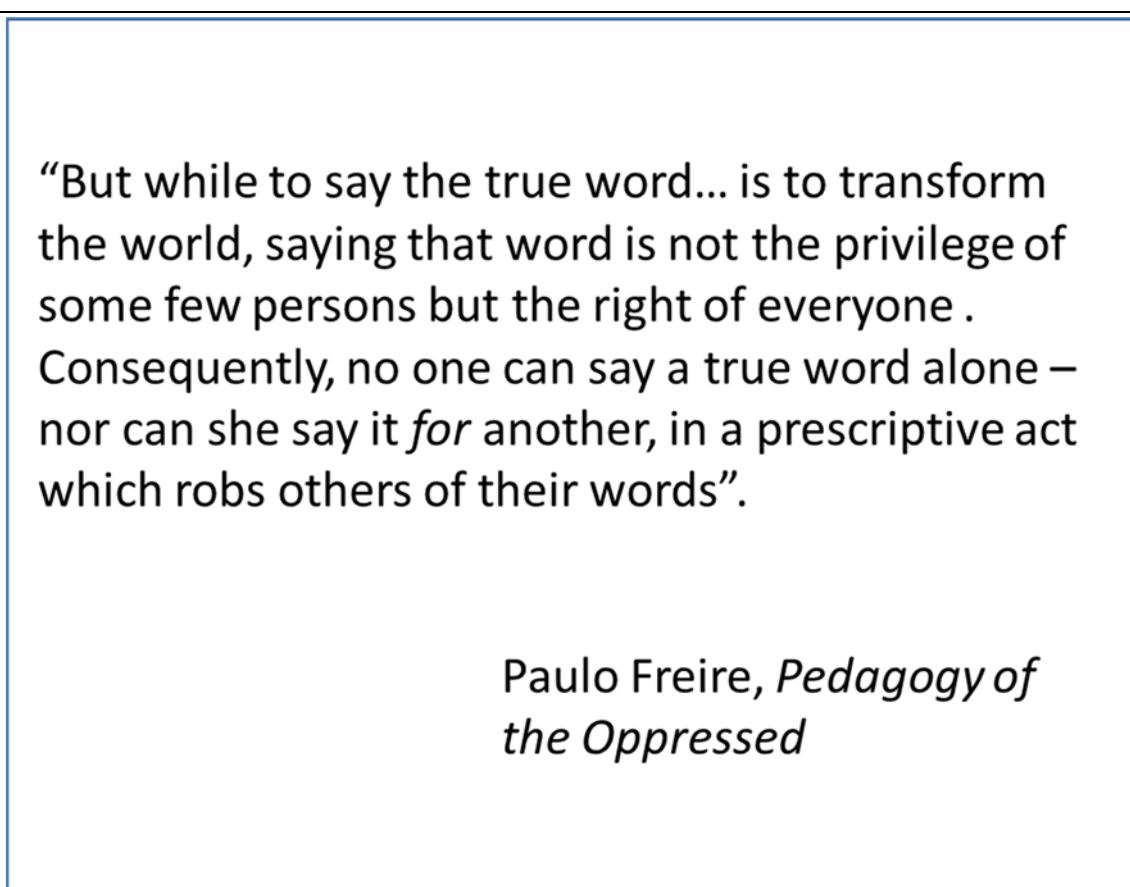 “But while to say the true word... is to transform
the world, saying that word is not the privilege of
some few persons but the right of everyone .
Consequently, no one can say a true word alone –
nor can she say it for another, in a prescriptive act
which robs others of their words”.
Paulo Freire, Pedagogy of
the Oppressed